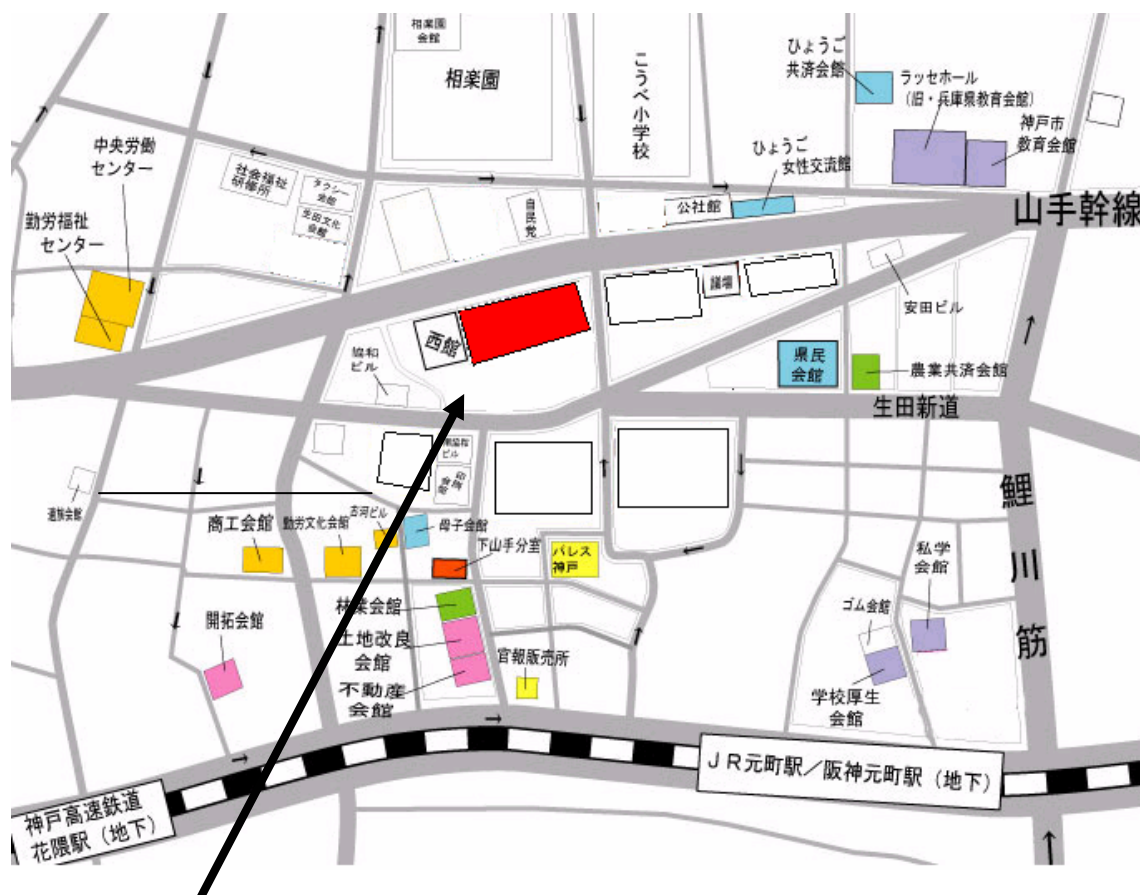 相楽園
会館
相楽園
こうべ小学校
ひょうご
共済会館
ラッセホール
（旧・兵庫県教育会館）
神戸市
教育会館
中央労働
センター
社会福祉
研修所
タクシー
会館
生田文化
会館
自民党
ひょうご
女性交流館
公社館
山手幹線
勤労福祉
センター
議場
安田ビル
西館
協和
ビル
県民
会館
農業共済会館
生田新道
印刷
会館
遺族会館
商工会館
勤労文化会館
古河ビル
母子会館
下山手分室
パレス
神戸
鯉川筋
私学
会館
ゴム会館
開拓会館
林業会館
土地改良
会館
不動産
会館
官報販売所
学校厚生
会館
ＪＲ元町駅／阪神元町駅（地下）
神戸高速鉄道
花隈駅（地下）